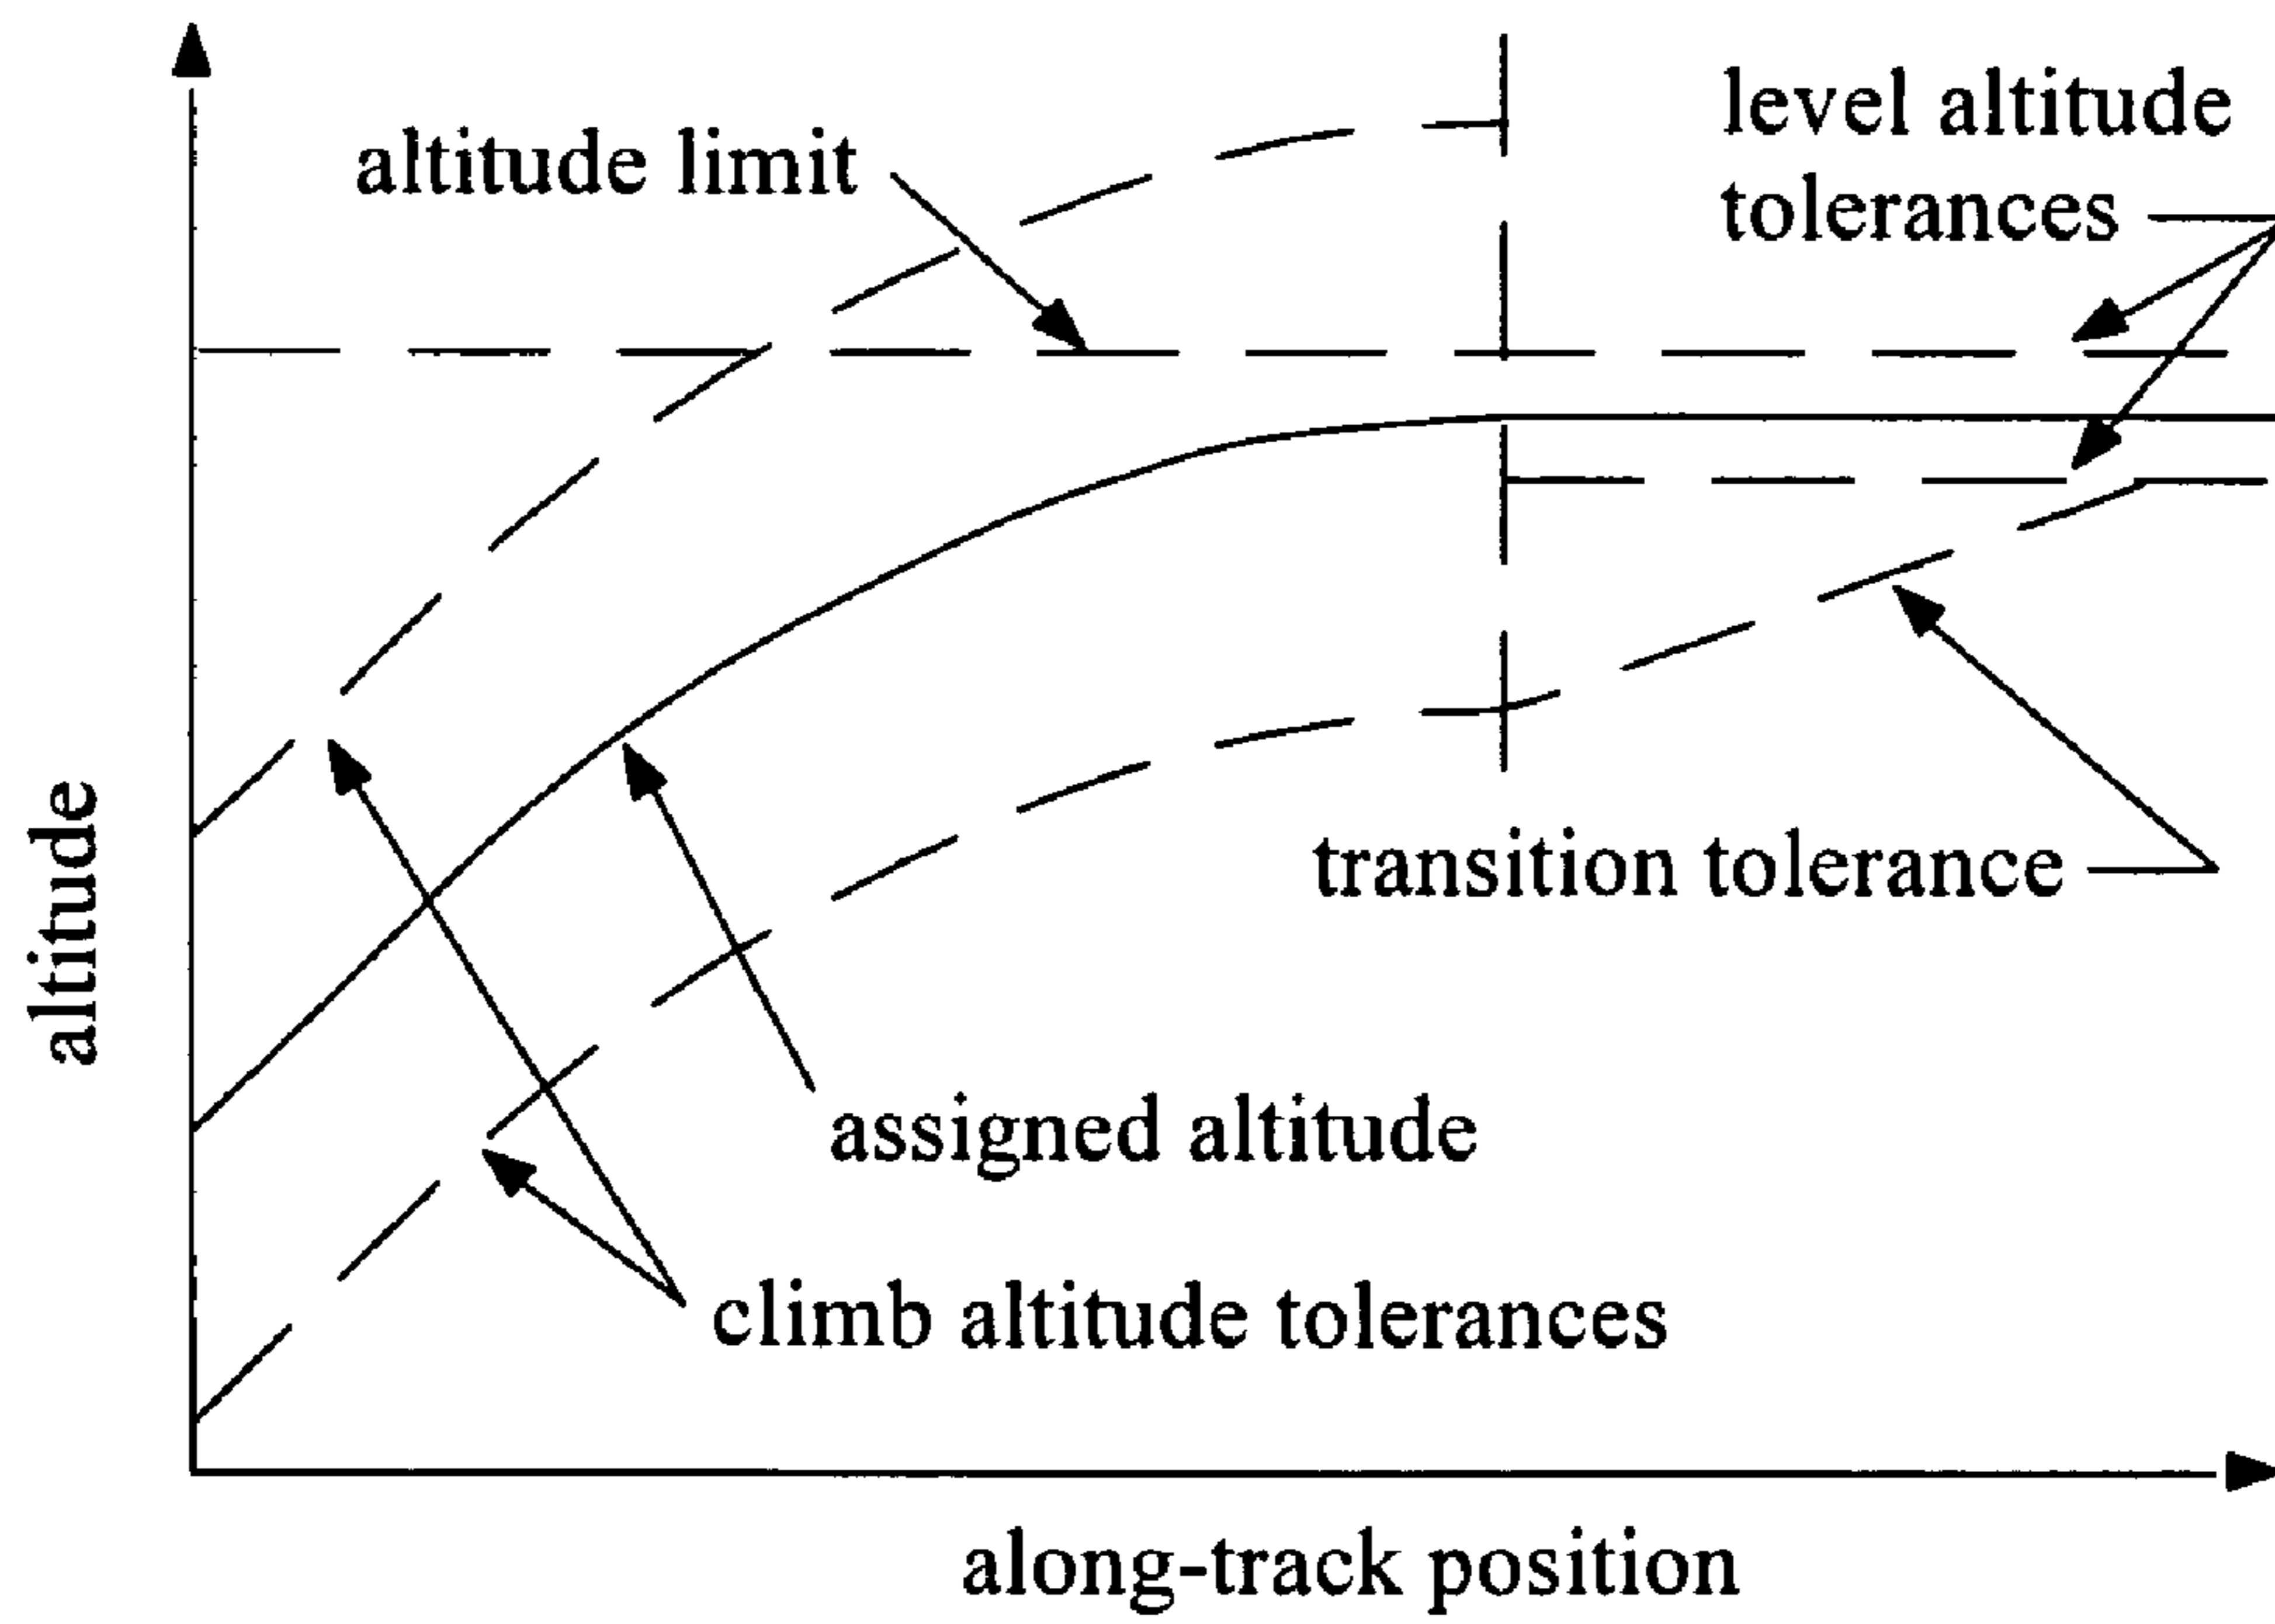 altitude limit
level altitude
tolerances
altitude
transition tolerance
assigned altitude
climb altitude tolerances
along-track position